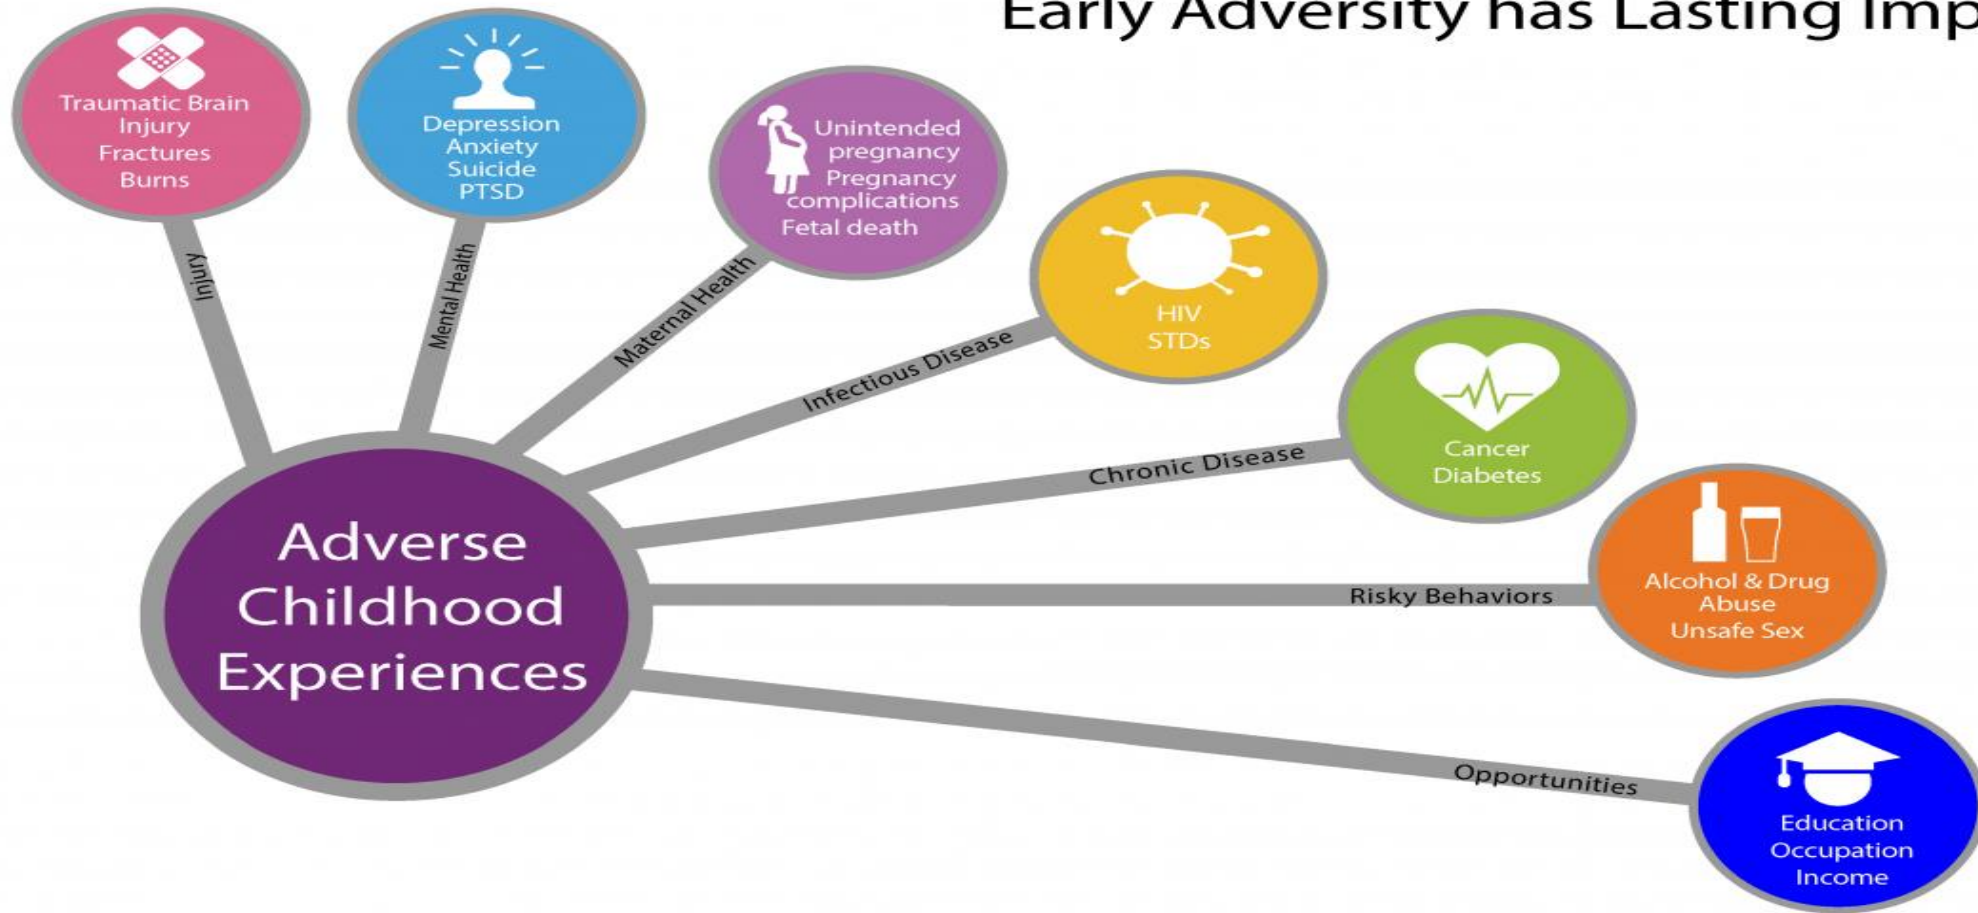 Early Adversity has Lasting Imp
Traumatic Brain
Injury
Fractures
Burns
Depression
Anxiety
Suicide
PTSD
Unintended
pregnancy
Pregnancy
complications
Fetal death
HIV
STDs
Cancer
Diabetes
Alcohol & Drug
Abuse
Unsafe Sex
Education
Occupation
Income
Injury
Mental Health
Maternal Health
Infectious Disease
Chronic Disease
Risky Behaviors
Opportunities
Adverse
Childhood
Experiences